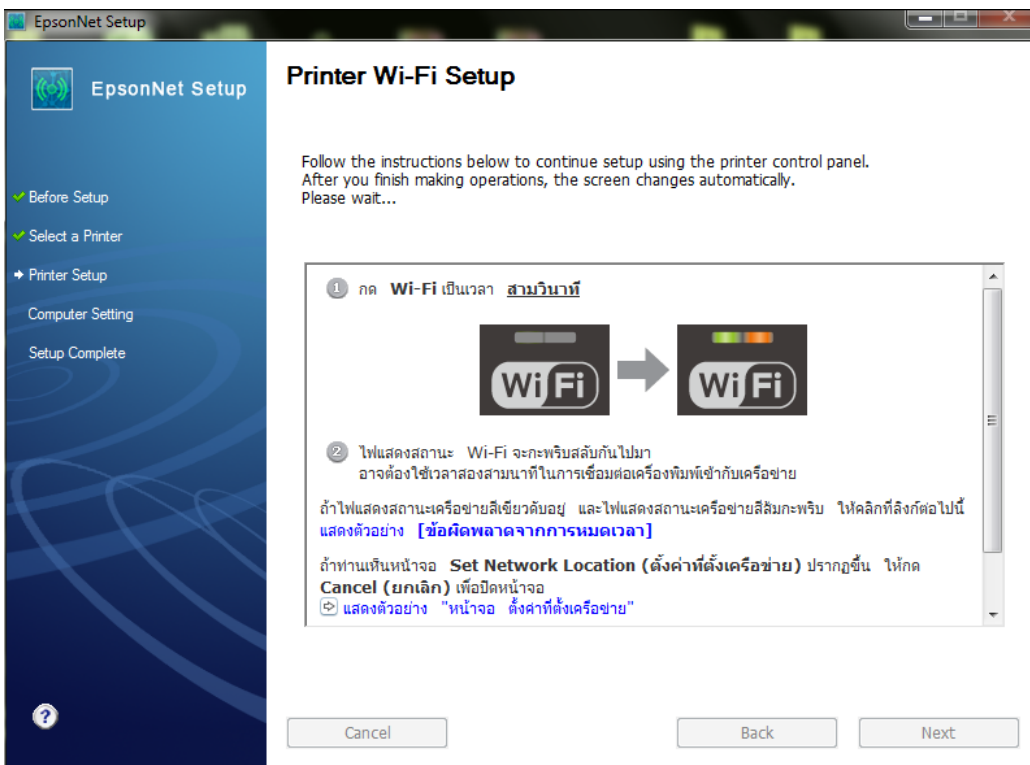 EpsonNet Setup
EpsonNet Setup
Before Setup
Select a Printer
Printer Setup
Computer Setting
Setup Complete
Printer Wi-Fi Setup
Follow the instructions below to continue setup using the printer control panel.
After you finish making operations, the screen changes automatically.
Please wait...
1 กด Wi-Fi เป็นเวลา สามวินาที
Wi Fi Wi Fi
2 ไฟแสดงสถานะ Wi-Fi จะกะพริบสลับกันไปมา
อาจต้องใช้เวลาสองสามนาทีในการเชื่อมต่อเครื่องพิมพ์เข้ากับเครือข่าย
ถ้าไฟแสดงสถานะเครือข่ายสีเขียวดับอยู่ และไฟแสดงสถานะเครือข่ายสีส้มกะพริบ ให้คลิกที่ลิงก์ต่อไปนี้
แสดงตัวอย่าง [ข้อผิดพลาดจากการหมดเวลา]
ถ้าท่านเห็นหน้าจอ Set Network Location (ตั้งค่าที่ตั้งเครือข่าย) ปรากฏขึ้น ให้กด
Cancel (ยกเลิก) เพื่อปิดหน้าจอ
แสดงตัวอย่าง "หน้าจอ ตั้งค่าที่ตั้งเครือข่าย"
?
Cancel
Back
Next